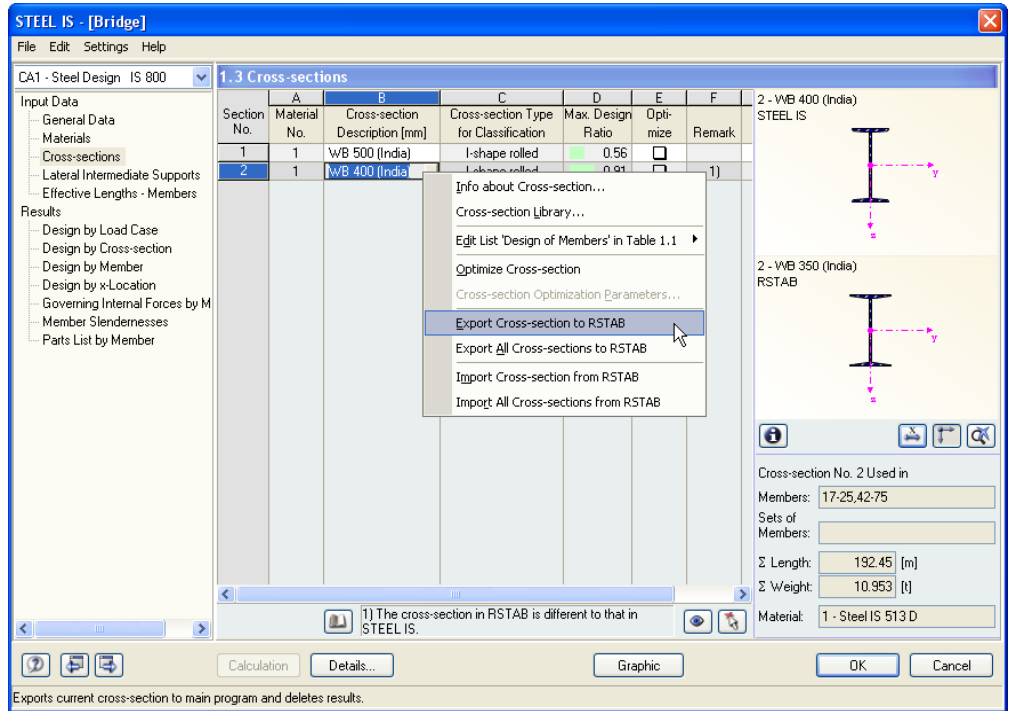 STEEL IS - [Bridge]
File Edit Settings Help
CA1 - Steel Design IS 800
Input Data
General Data
Materials
Cross-sections
Lateral Intermediate Supports
Effective Lengths - Members
Results
Design by Load Case
Design by Cross-section
Design by Member
Design by x-Location
Governing Internal Forces by M
Member Slendernesses
Parts List by Member
1.3 Cross-sections
A B C D E F
Section Material Cross-section Cross-section Type Max. Design Opti-
No. No. Description [mm] for Classification Ratio mize Remark
1 1 WB 500 (India) I-shape rolled 0.56
2 1 WB 400 (India) I-shape rolled 0.91 1)
Info about Cross-section...
Cross-section Library...
Edit List 'Design of Members' in Table 1.1
Optimize Cross-section
Cross-section Optimization Parameters...
Export Cross-section to RSTAB
Export All Cross-sections to RSTAB
Import Cross-section from RSTAB
Import All Cross-sections from RSTAB
1) The cross-section in RSTAB is different to that in
STEEL IS.
2 - WB 400 (India)
STEEL IS
y
z
2 - WB 350 (India)
RSTAB
y
z
Cross-section No. 2 Used in
Members: 17-25,42-75
Sets of
Members:
Σ Length: 192.45 [m]
Σ Weight: 10.953 [t]
Material: 1 - Steel IS 513 D
Calculation Details... Graphic OK Cancel
Exports current cross-section to main program and deletes results.